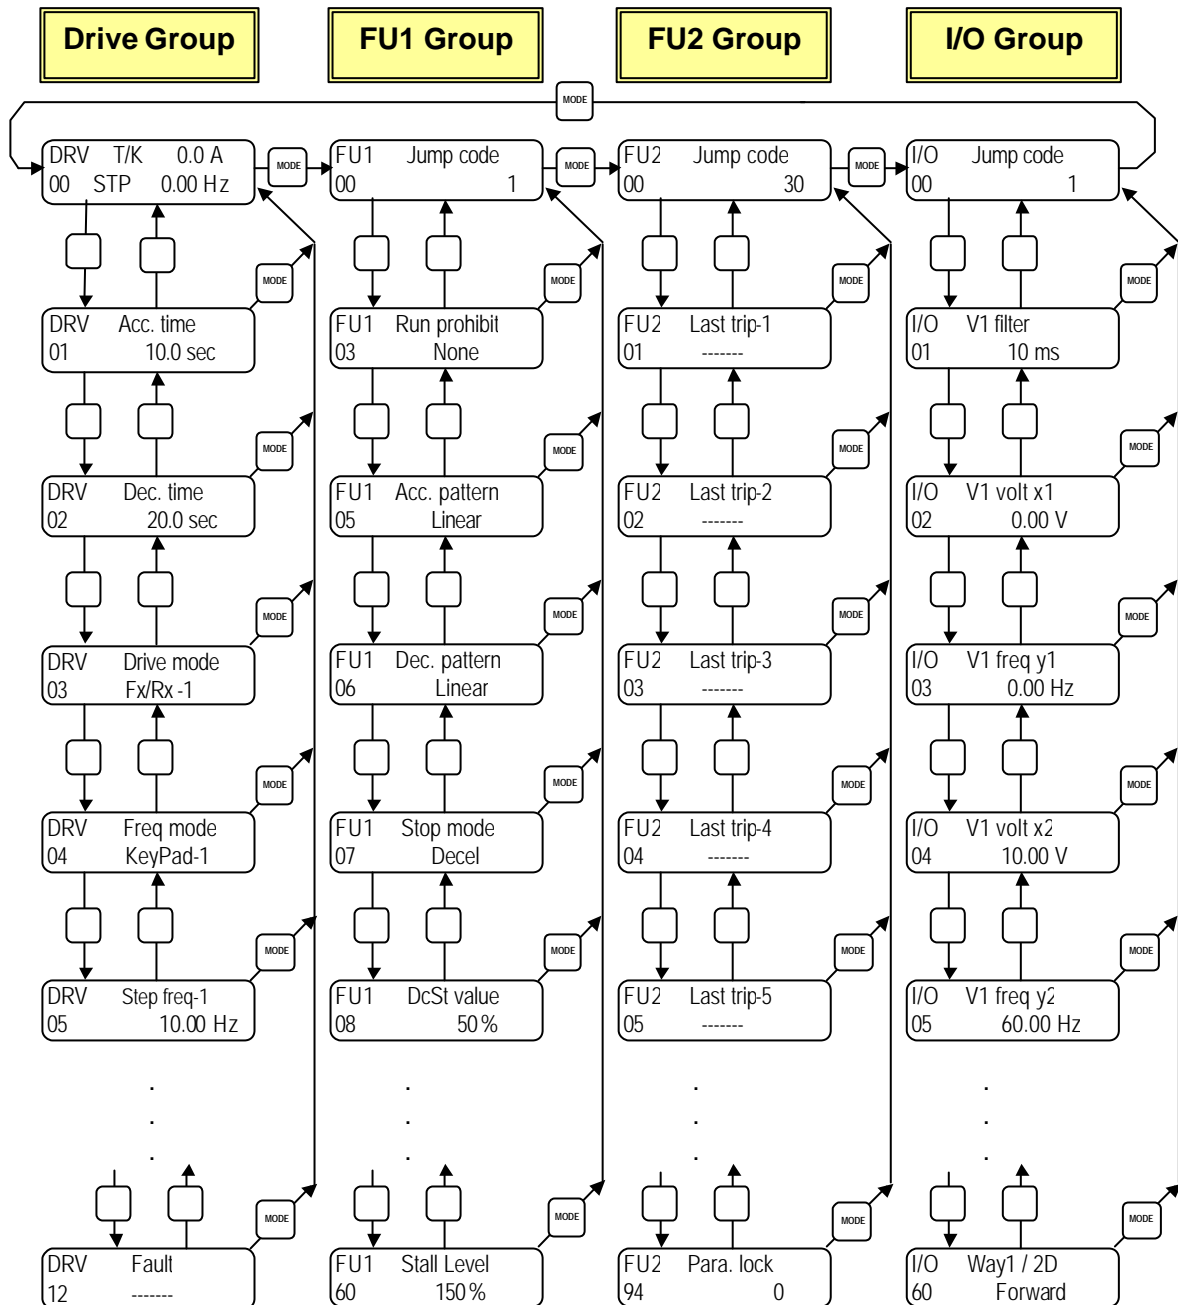 Drive Group FU1 Group FU2 Group I/O Group
MODE
DRV T/K 0.0 A MODE FU1 Jump code MODE FU2 Jump code MODE I/O Jump code
00 STP 0.00 Hz 00 1 00 30 00 1
MODE MODE MODE MODE
DRV Acc. time FU1 Run prohibit FU2 Last trip-1 I/O V1 filter
01 10.0 sec 03 None 01 ------- 01 10 ms
MODE MODE MODE MODE
DRV Dec. time FU1 Acc. pattern FU2 Last trip-2 I/O V1 volt x1
02 20.0 sec 05 Linear 02 ------- 02 0.00 V
MODE MODE MODE MODE
DRV Drive mode FU1 Dec. pattern FU2 Last trip-3 I/O V1 freq y1
03 Fx/Rx -1 06 Linear 03 ------- 03 0.00 Hz
MODE MODE MODE MODE
DRV Freq mode FU1 Stop mode FU2 Last trip-4 I/O V1 volt x2
04 KeyPad-1 07 Decel 04 ------- 04 10.00 V
MODE MODE MODE MODE
DRV Step freq-1 FU1 DcSt value FU2 Last trip-5 I/O V1 freq y2
05 10.00 Hz 08 50 % 05 ------- 05 60.00 Hz
. . . .
. . . .
. . . .
MODE MODE MODE MODE
DRV Fault FU1 Stall Level FU2 Para. lock I/O Way1 / 2D
12 ------- 60 150 % 94 0 60 Forward